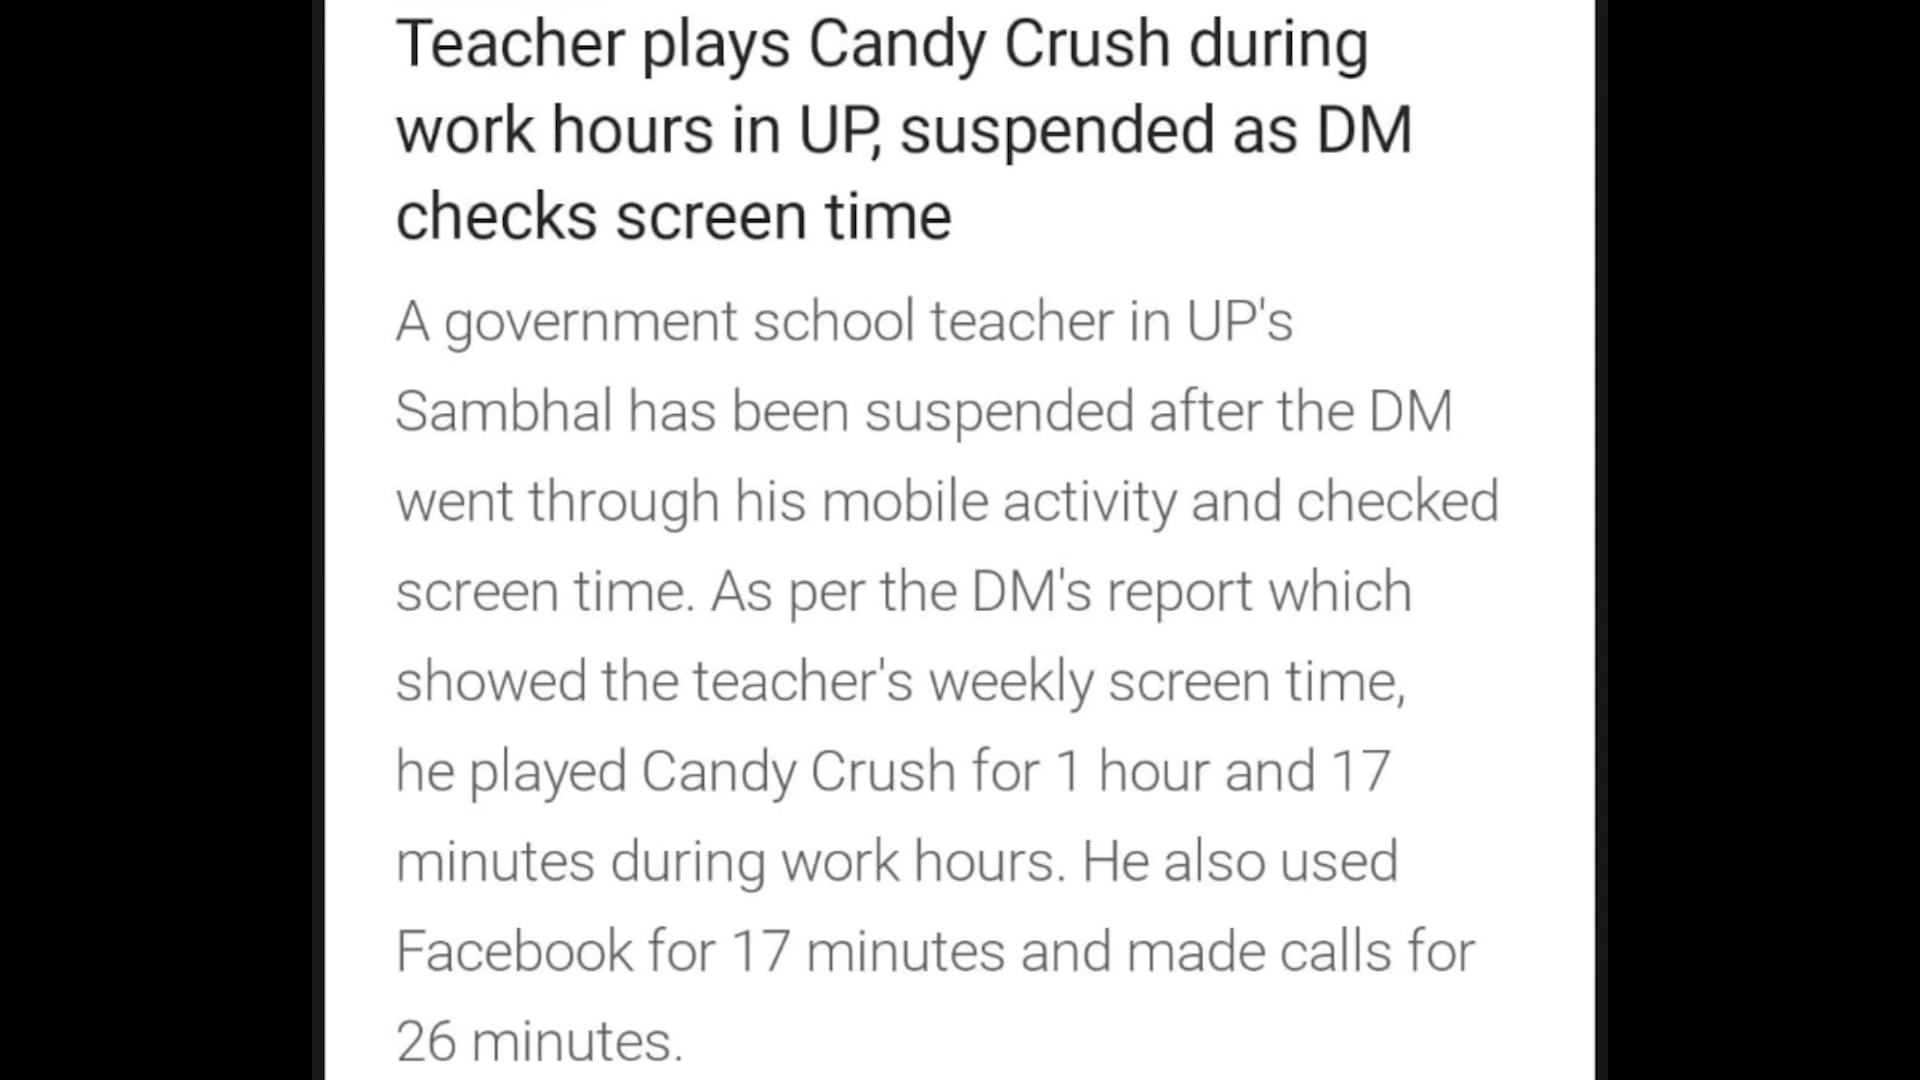 Teacher plays Candy Crush during
work hours in UP, suspended as DM
checks screen time
A government school teacher in UP's
Sambhal has been suspended after the DM
went through his mobile activity and checked
screen time. As per the DM's report which
showed the teacher's weekly screen time,
he played Candy Crush for 1 hour and 17
minutes during work hours. He also used
Facebook for 17 minutes and made calls for
26 minutes.